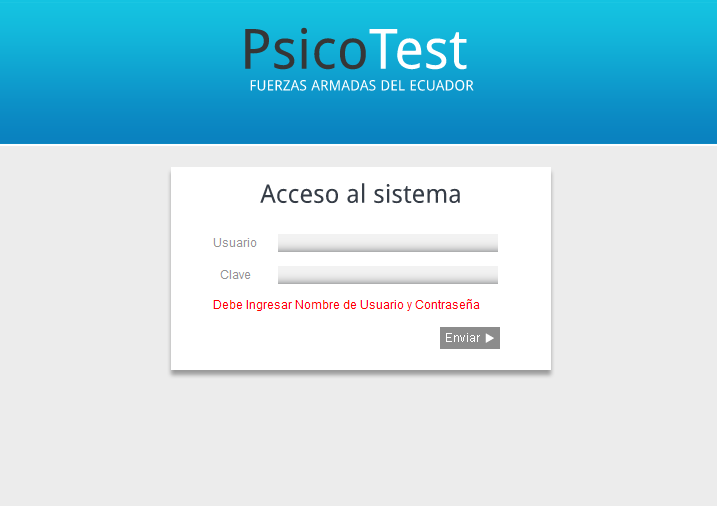 PsicoTest
FUERZAS ARMADAS DEL ECUADOR
Acceso al sistema
Usuario
Clave
Debe Ingresar Nombre de Usuario y Contraseña
Enviar